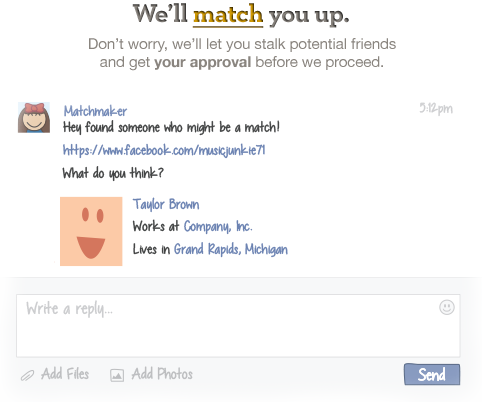 We'll match you up.
Don't worry, we'll let you stalk potential friends
and get your approval before we proceed.
Matchmaker 5:12pm
Hey found someone who might be a match!
https://www.facebook.com/musicjunkie71
What do you think?
Taylor Brown
Works at Company, Inc.
Lives in Grand Rapids, Michigan
Write a reply...
Add Files Add Photos Send